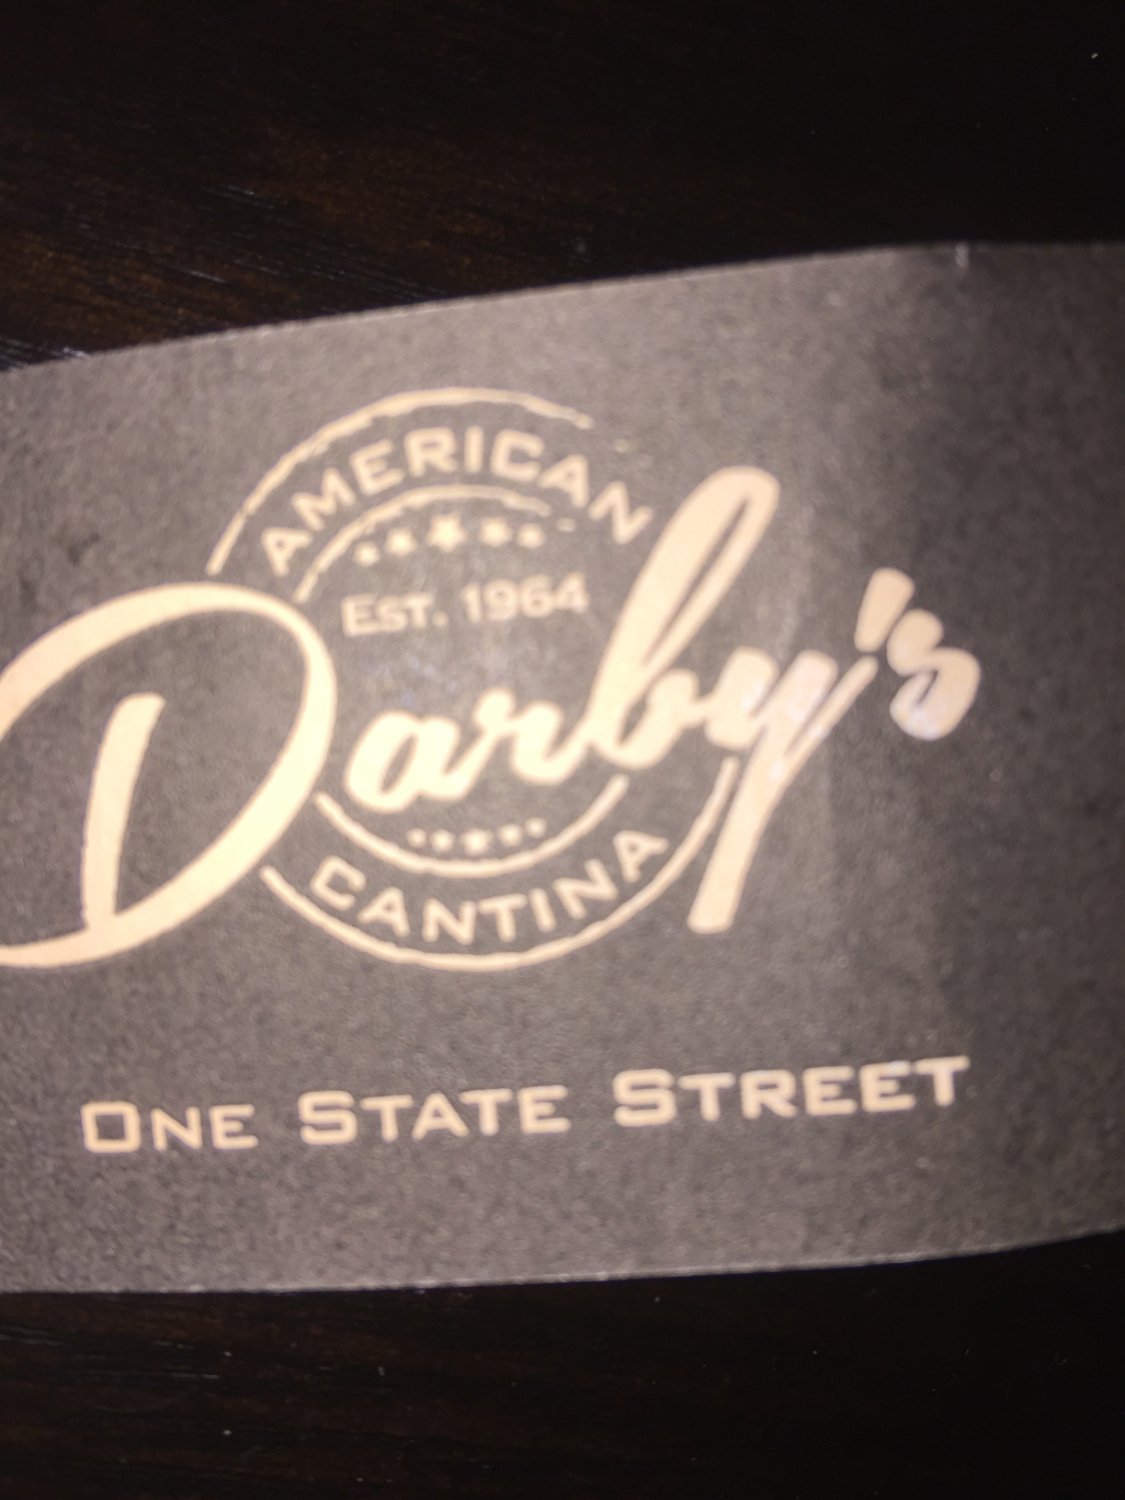 AMERICAN
EST. 1964
Darby's
CANTINA
ONE STATE STREET